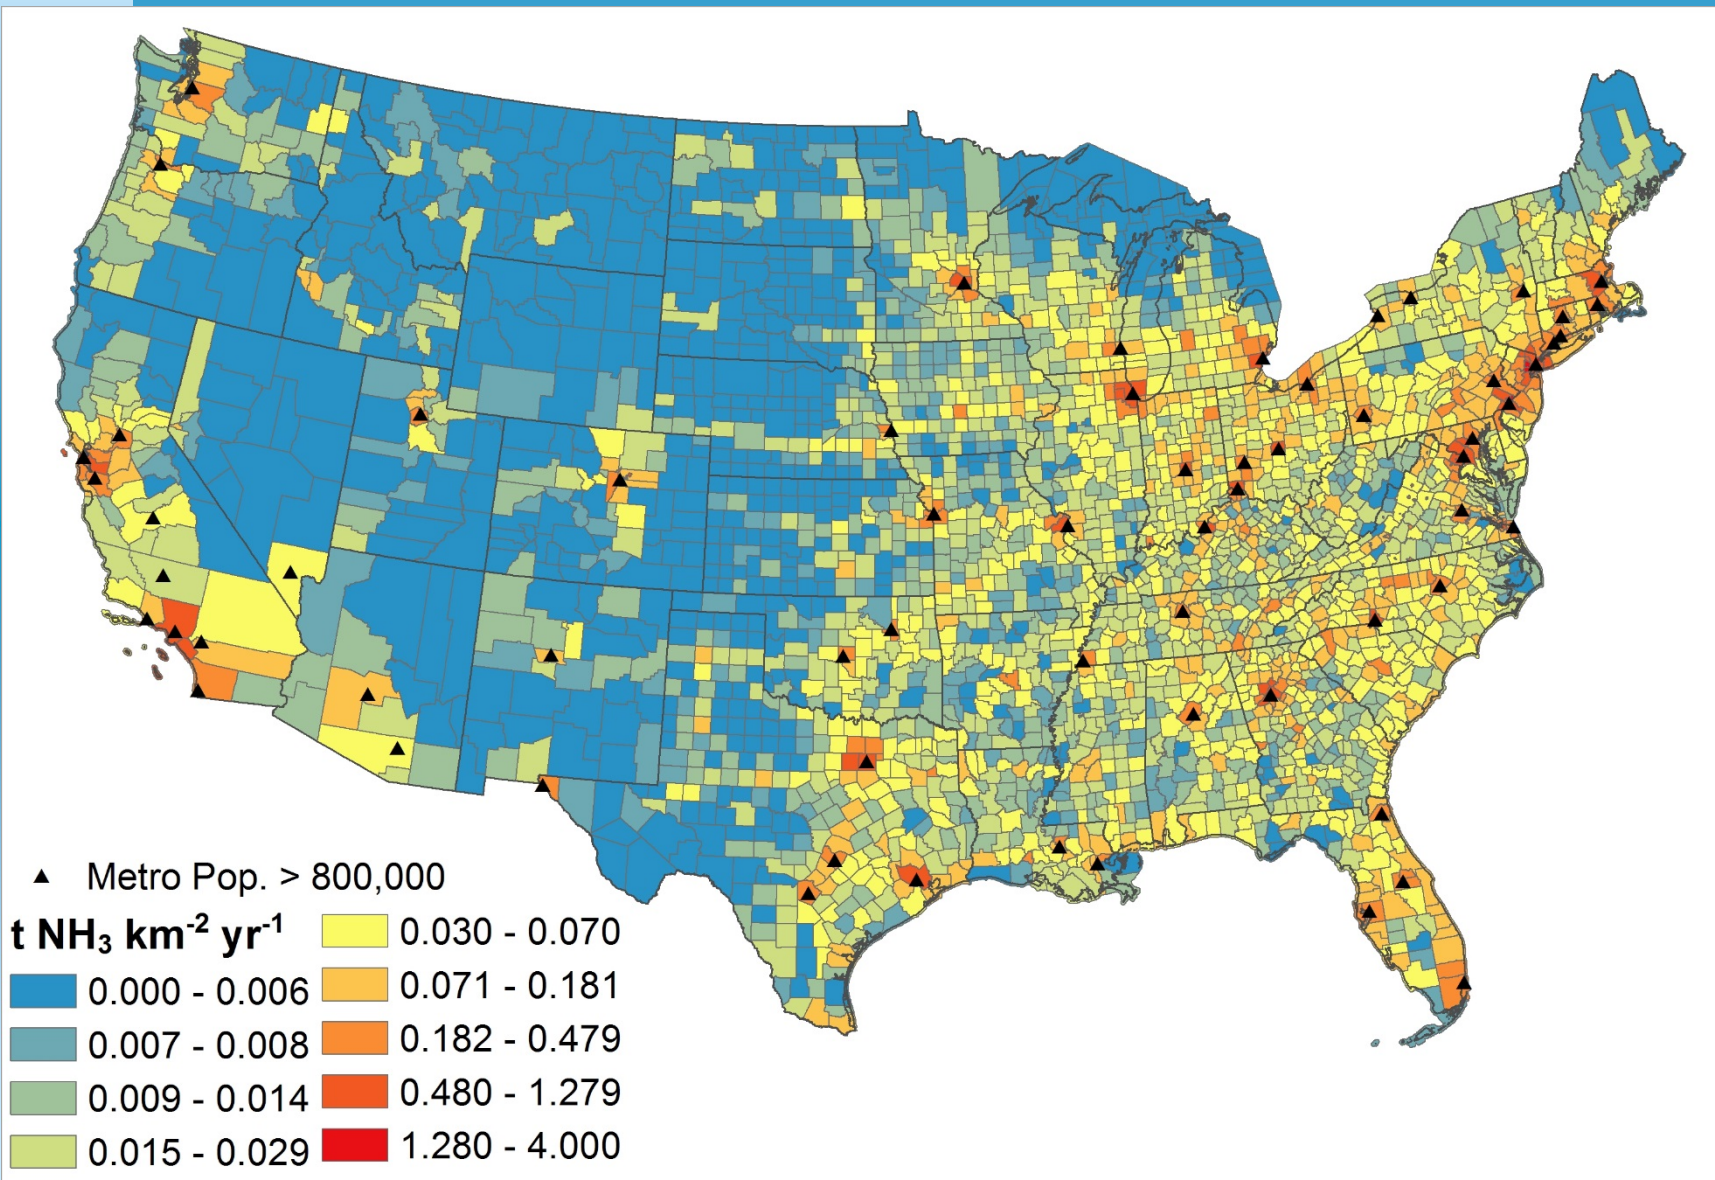 ▲ Metro Pop. > 800,000
t NH₃ km⁻² yr⁻¹
0.000 - 0.006
0.007 - 0.008
0.009 - 0.014
0.015 - 0.029
0.030 - 0.070
0.071 - 0.181
0.182 - 0.479
0.480 - 1.279
1.280 - 4.000